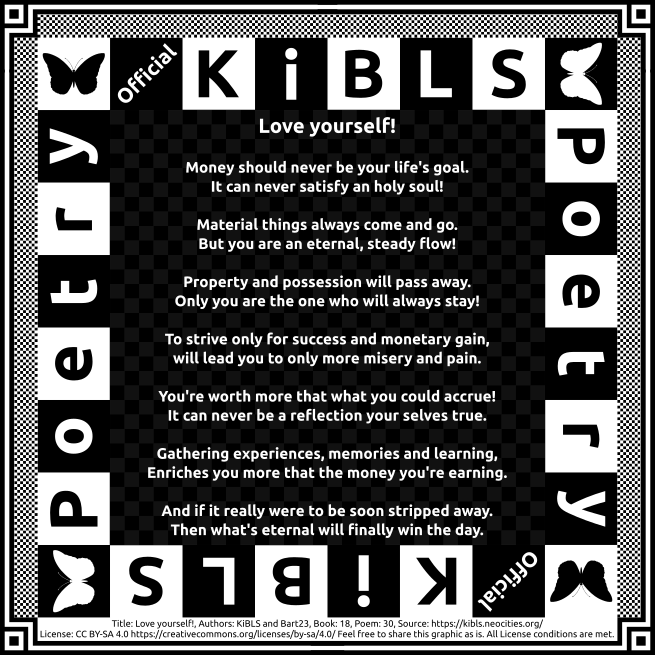 Official
K i B L S
Poetry
Poetry
Love yourself!
Money should never be your life's goal.
It can never satisfy an holy soul!
Material things always come and go.
But you are an eternal, steady flow!
Property and possession will pass away.
Only you are the one who will always stay!
To strive only for success and monetary gain,
will lead you to only more misery and pain.
You're worth more that what you could accrue!
It can never be a reflection your selves true.
Gathering experiences, memories and learning,
Enriches you more that the money you're earning.
And if it really were to be soon stripped away.
Then what's eternal will finally win the day.
K i B L S
Official
Title: Love yourself!, Authors: KiBLS and Bart23, Book: 18, Poem: 30, Source: https://kibls.neocities.org/
License: CC BY-SA 4.0 https://creativecommons.org/licenses/by-sa/4.0/ Feel free to share this graphic as is. All License conditions are met.